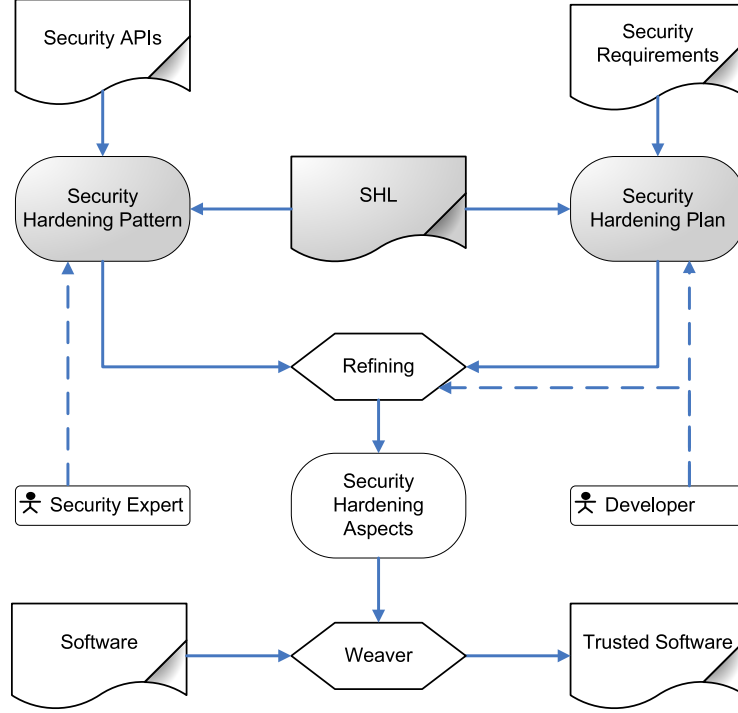 Security APIs
Security
Requirements
Security
Hardening Pattern
SHL
Security
Hardening Plan
Refining
Security
Hardening
Aspects
Security Expert
Developer
Software
Weaver
Trusted Software